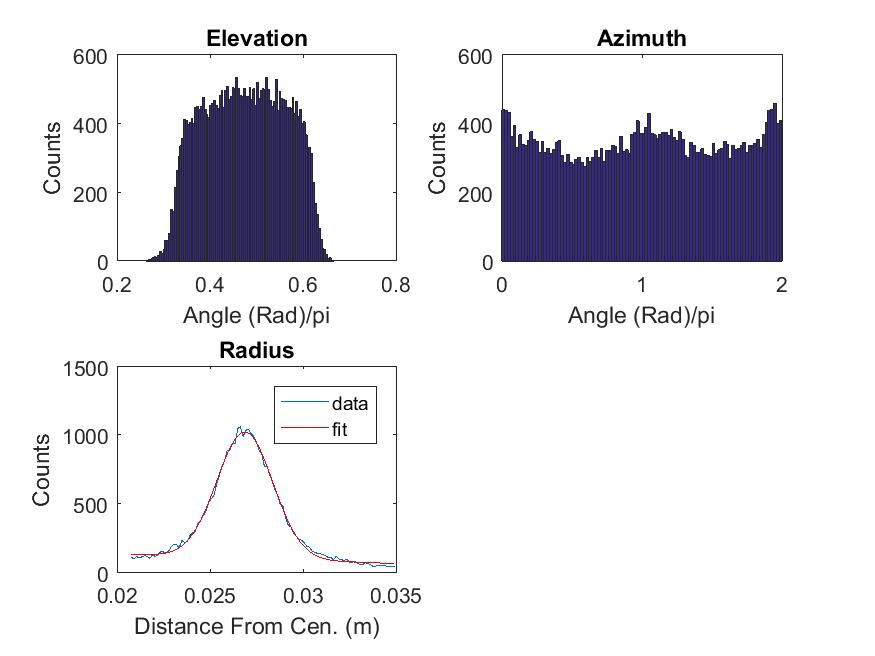 Elevation
600
400
200
0
0.2 0.4 0.6 0.8
Counts
Angle (Rad)/pi
Azimuth
600
400
200
0
0 1 2
Counts
Angle (Rad)/pi
Radius
1500
1000
500
0
0.02 0.025 0.03 0.035
Counts
Distance From Cen. (m)
data
fit